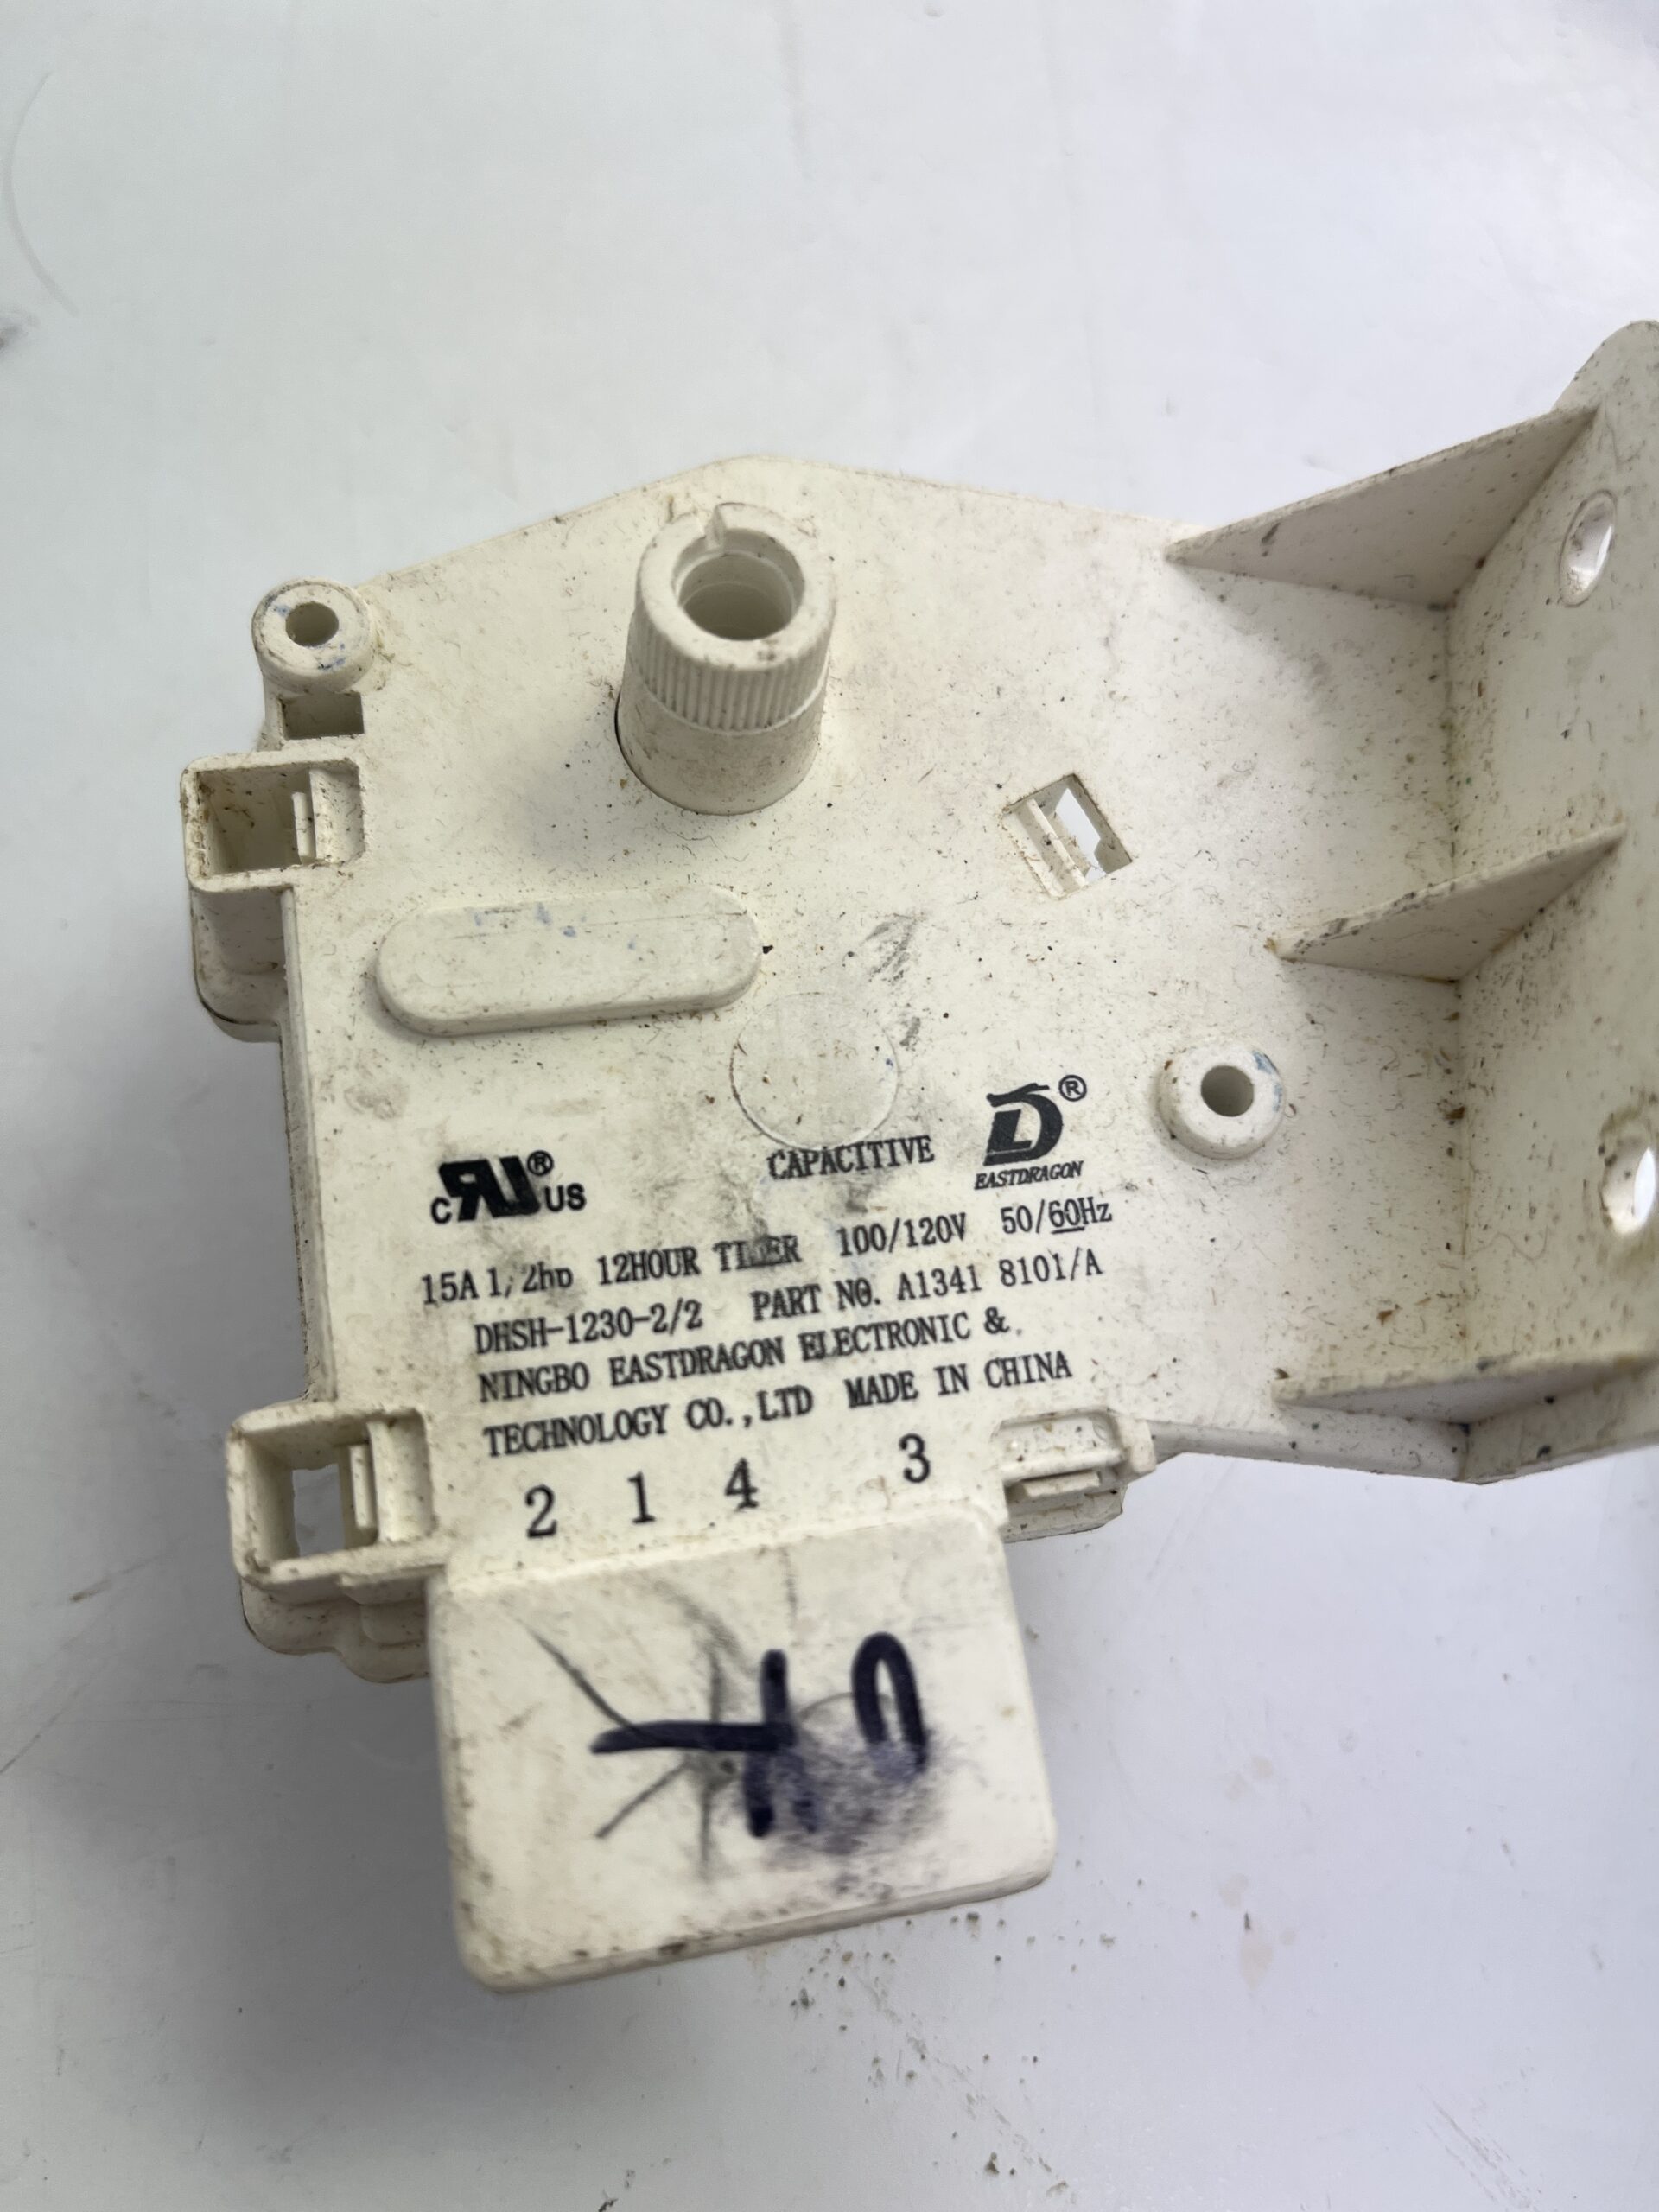 CAPACITIVE
EASTDRAGON ®
c RU ® US
15A 1/2hp 12HOUR TIMER 100/120V 50/60Hz
DHSH-1230-2/2 PART NO. A1341 8101/A
NINGBO EASTDRAGON ELECTRONIC &
TECHNOLOGY CO.,LTD MADE IN CHINA
2 1 4 3